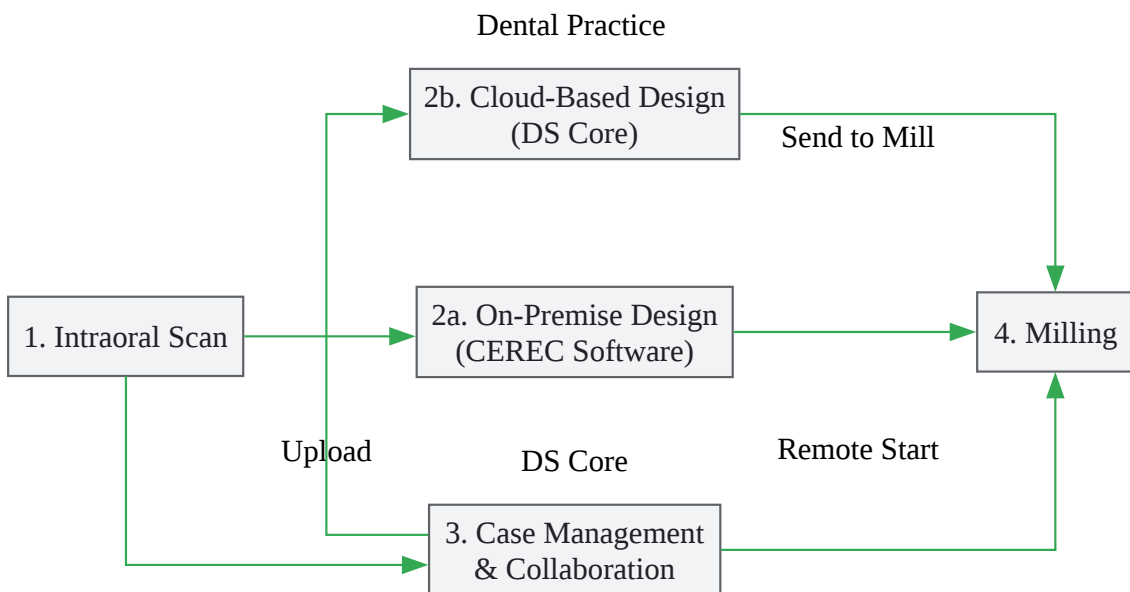 Dental Practice
2b. Cloud-Based Design
(DS Core)
Send to Mill
1. Intraoral Scan
2a. On-Premise Design
(CEREC Software)
4. Milling
Upload
DS Core
Remote Start
3. Case Management
& Collaboration